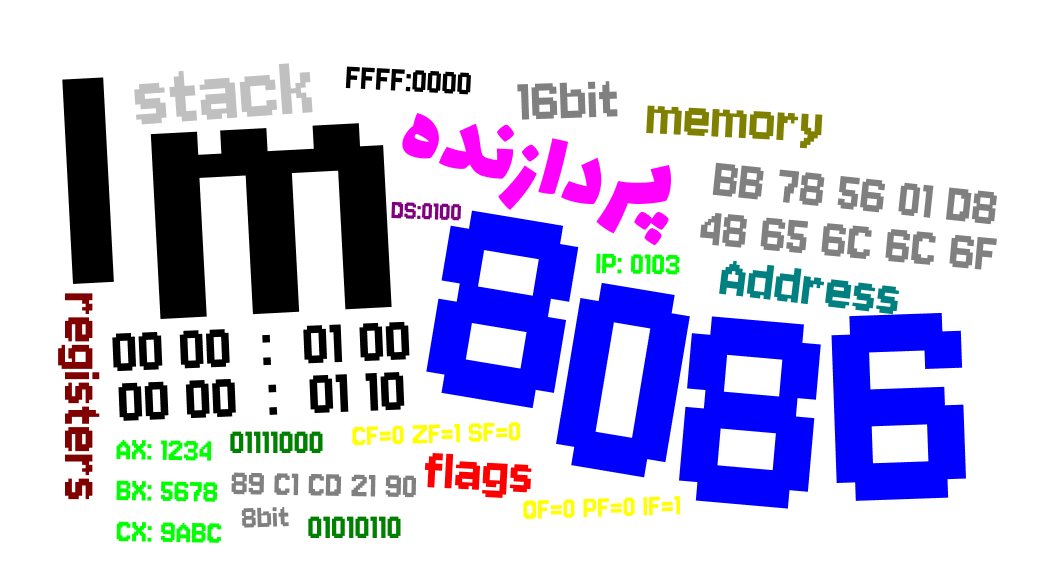 stack
FFFF:0000
16bit
memory
Im
پردازنده
BB 78 56 01 D8
48 65 6C 6C 6F
DS:0100
8086
IP: 0103
Address
registers
00 00 : 01 00
00 00 : 01 10
AX: 1234
01111000
CF=0 ZF=1 SF=0
BX: 5678
89 C1 CD 21 90
flags
8bit
CX: 9ABC
01010110
OF=0 PF=0 IF=1